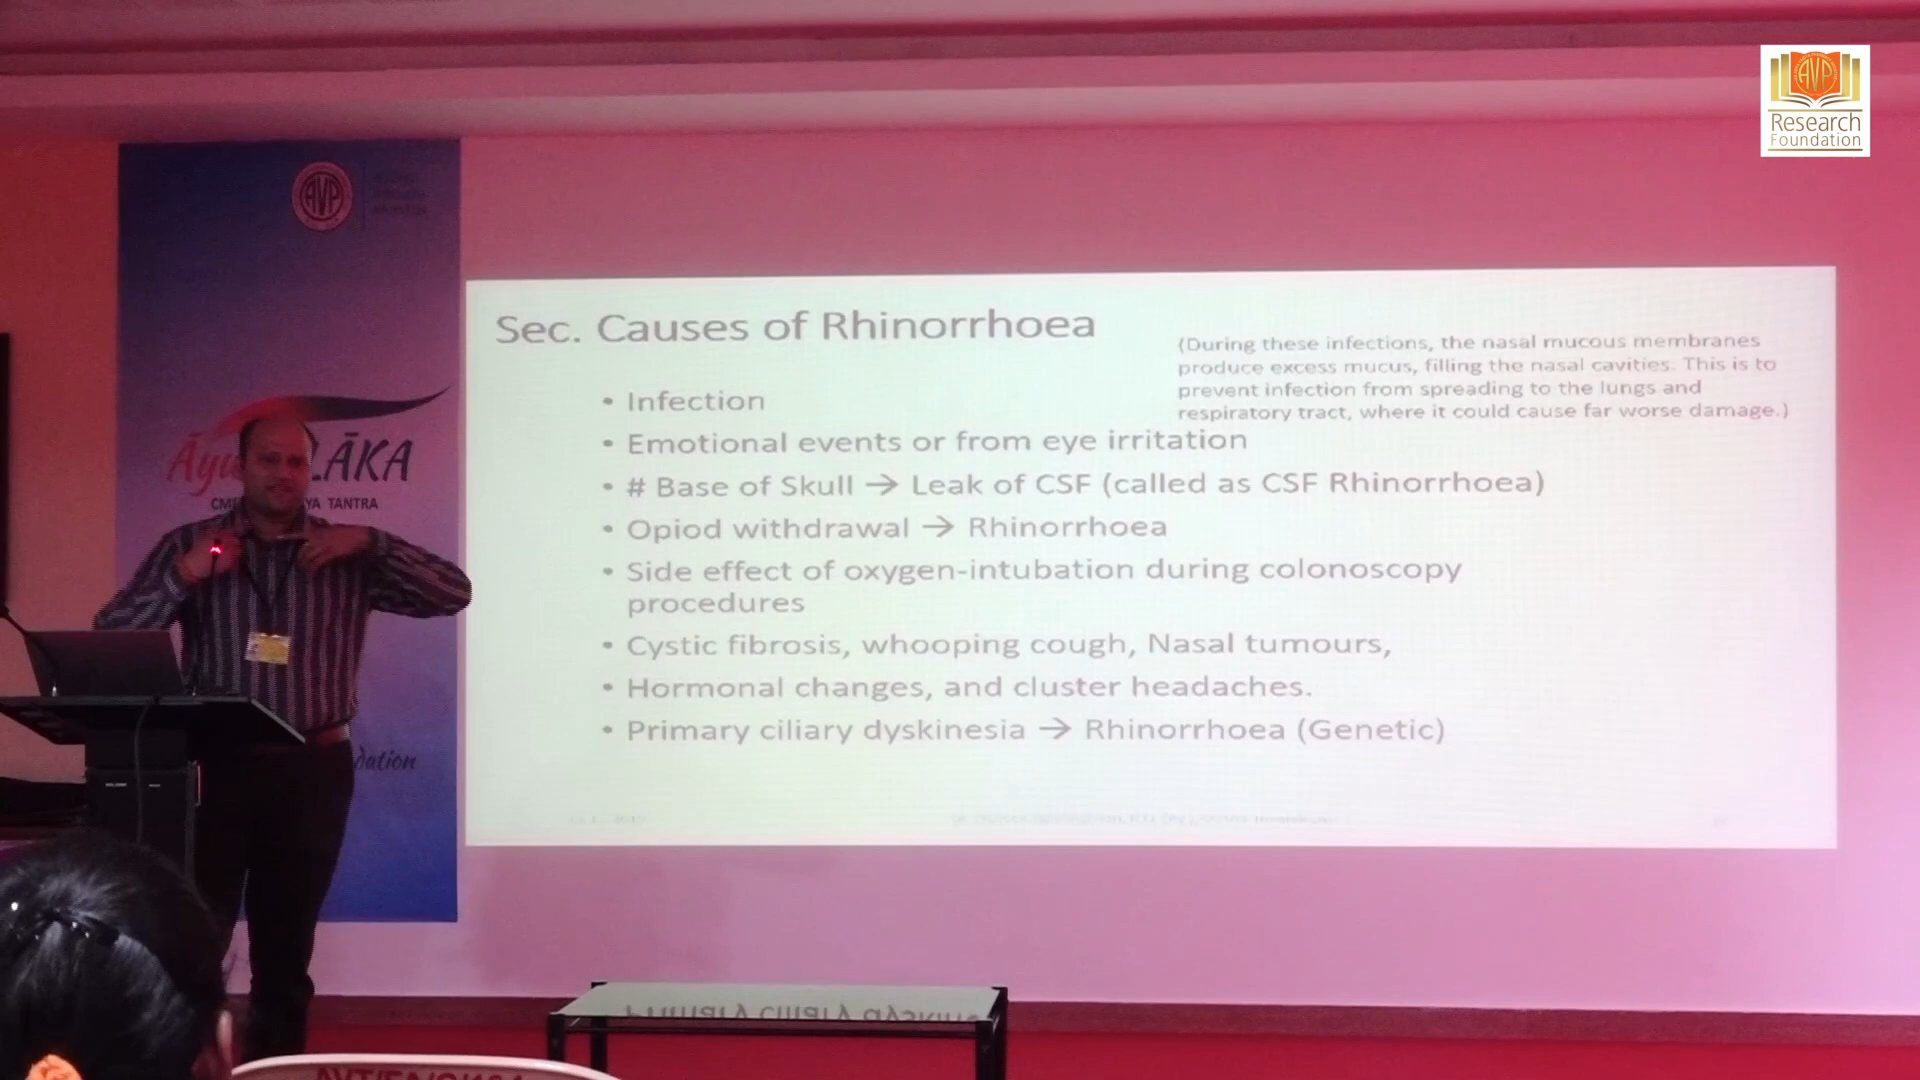 AVP
Research
Foundation
AVP
Āyu LĀKA
CME YA TANTRA
dation
Sec. Causes of Rhinorrhoea
(During these infections, the nasal mucous membranes
produce excess mucus, filling the nasal cavities. This is to
prevent infection from spreading to the lungs and
respiratory tract, where it could cause far worse damage.)
• Infection
• Emotional events or from eye irritation
• # Base of Skull → Leak of CSF (called as CSF Rhinorrhoea)
• Opiod withdrawal → Rhinorrhoea
• Side effect of oxygen-intubation during colonoscopy
procedures
• Cystic fibrosis, whooping cough, Nasal tumours,
• Hormonal changes, and cluster headaches.
• Primary ciliary dyskinesia → Rhinorrhoea (Genetic)